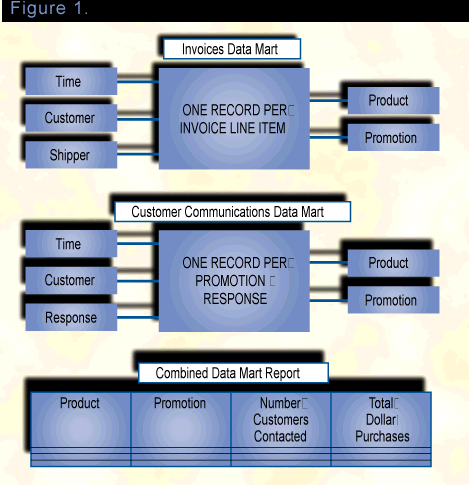 Figure 1.
Invoices Data Mart
Time
Customer
Shipper
ONE RECORD PER
INVOICE LINE ITEM
Product
Promotion
Customer Communications Data Mart
Time
Customer
Response
ONE RECORD PER
PROMOTION
RESPONSE
Product
Promotion
Combined Data Mart Report
Product
Promotion
Number
Customers
Contacted
Total
Dollar
Purchases